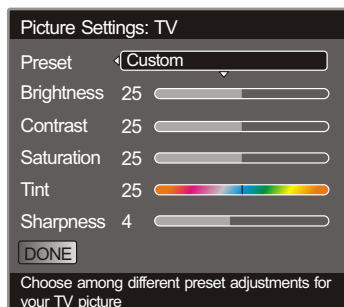 Picture Settings: TV
Preset Custom
Brightness 25
Contrast 25
Saturation 25
Tint 25
Sharpness 4
DONE
Choose among different preset adjustments for
your TV picture